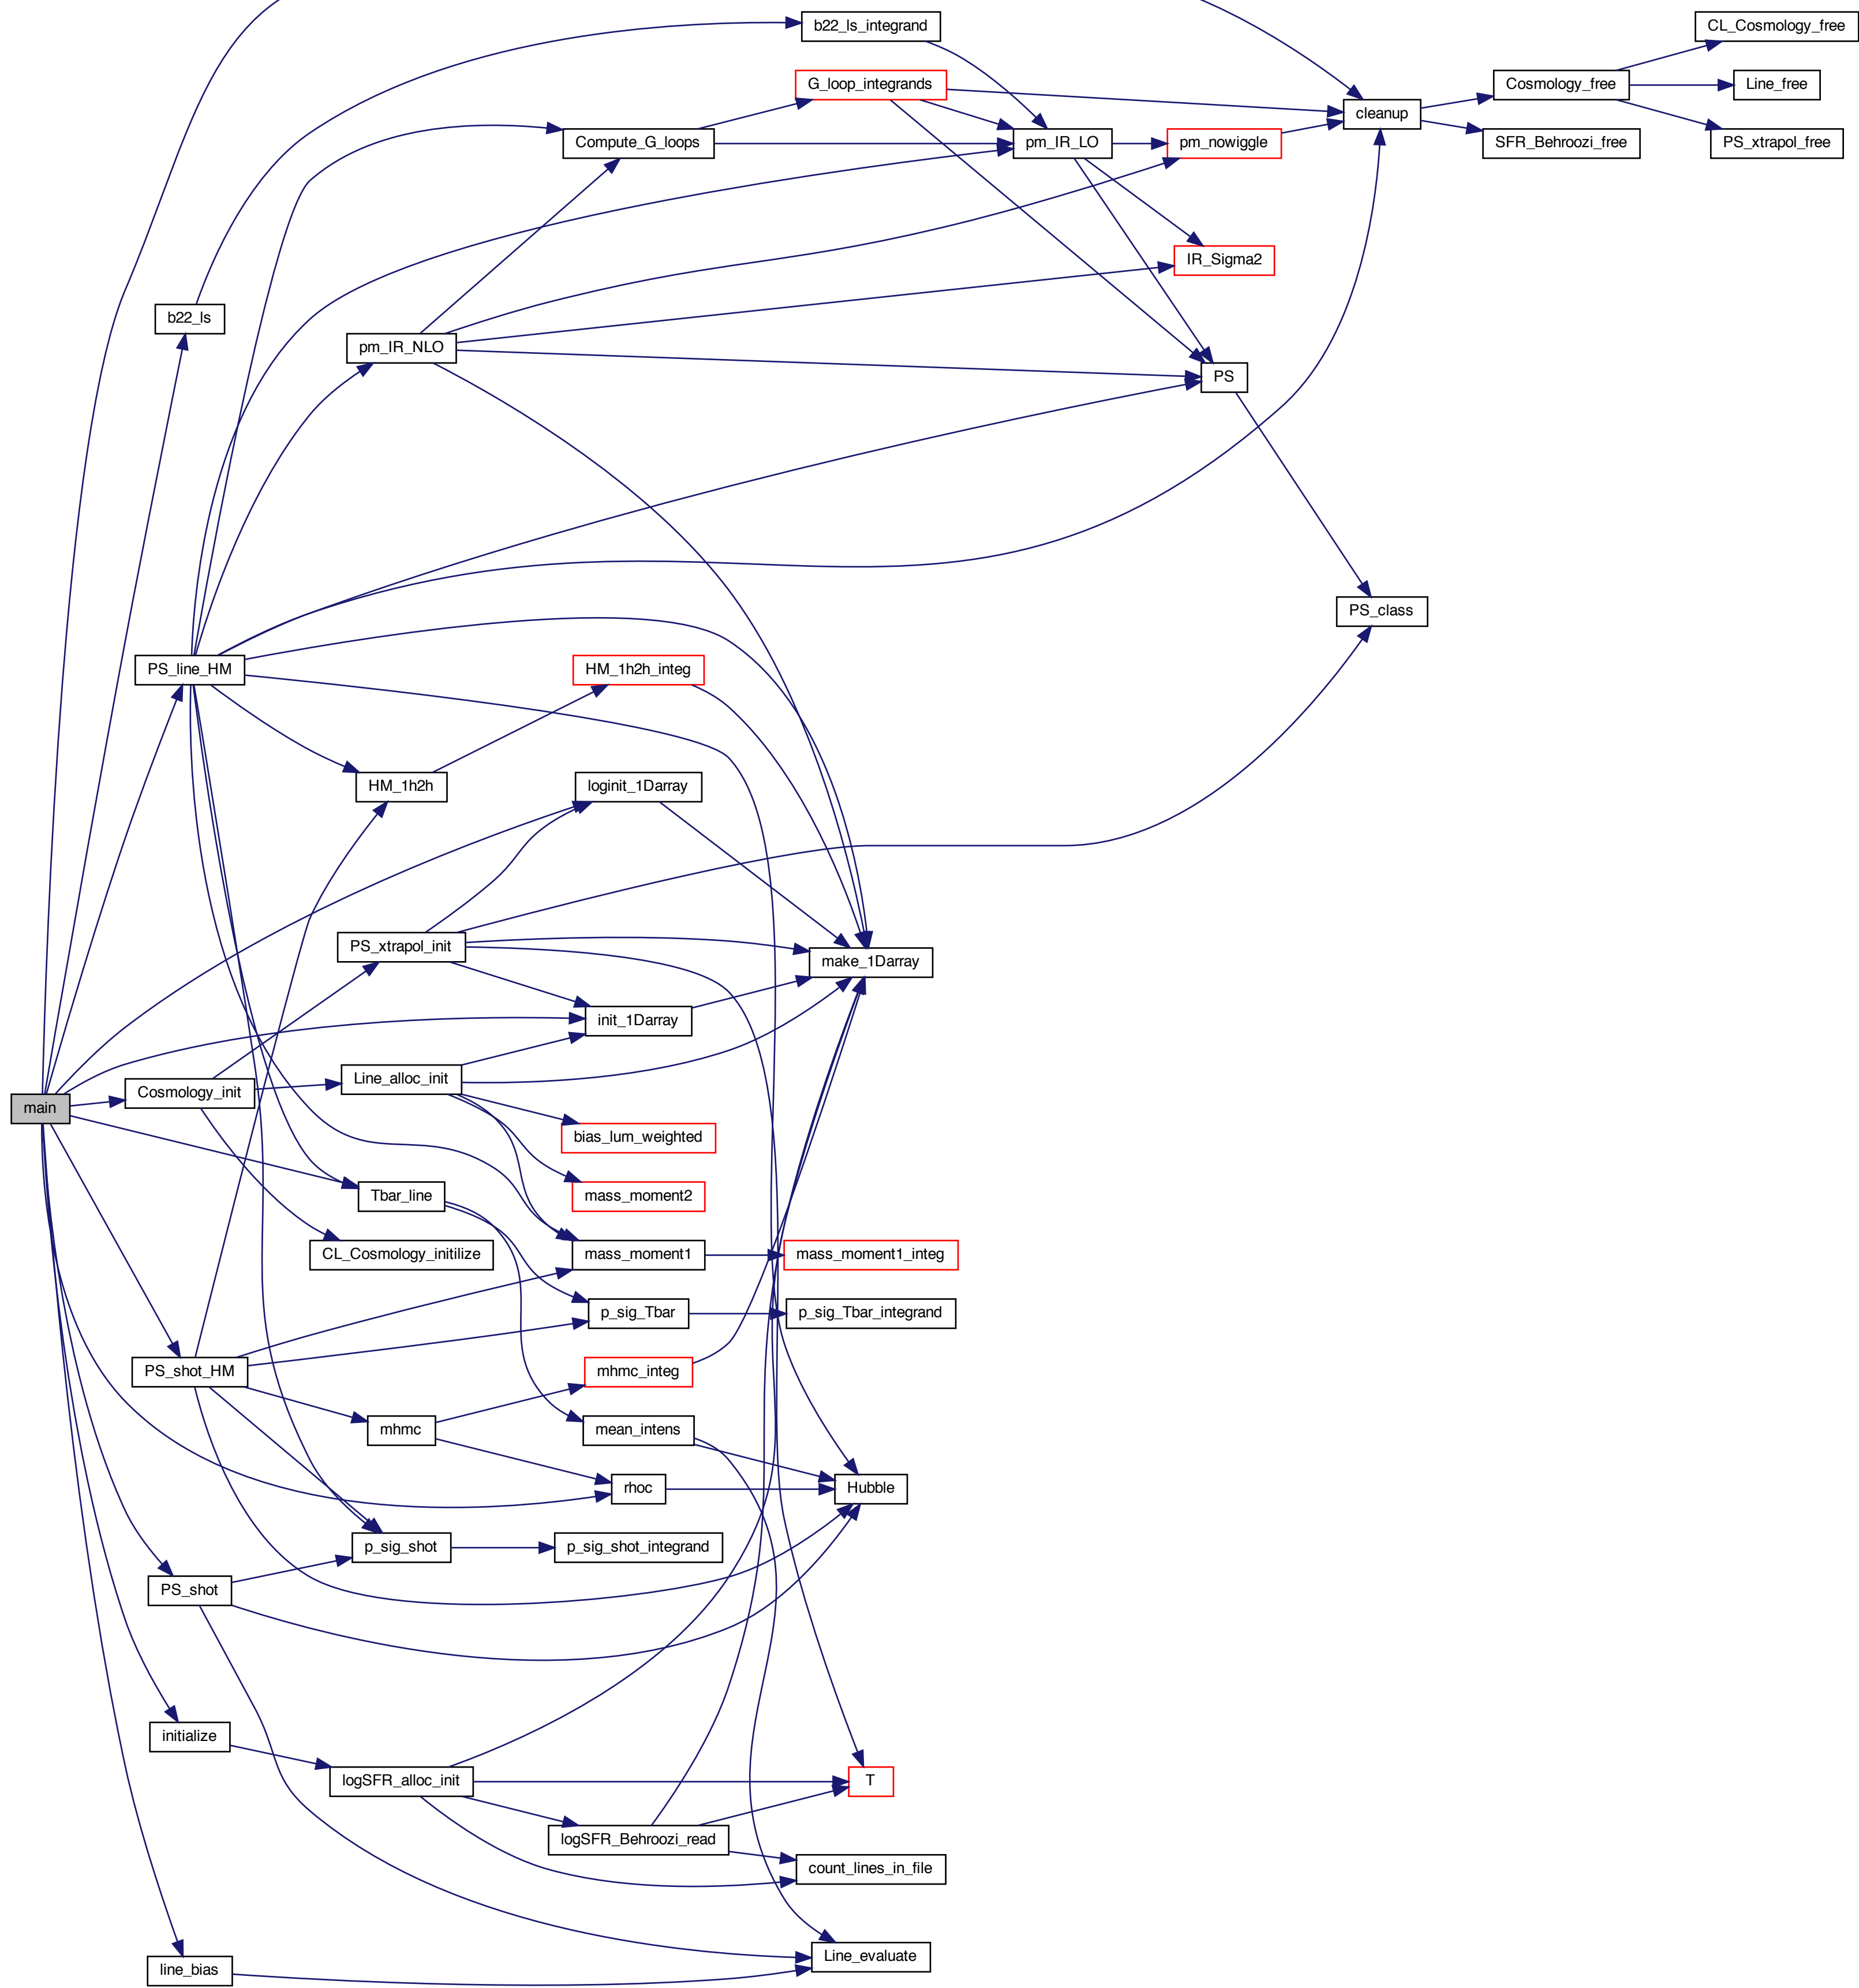 b22_ls_integrand
CL_Cosmology_free
G_loop_integrands
Cosmology_free
Line_free
cleanup
Compute_G_loops
pm_IR_LO
pm_nowiggle
SFR_Behroozi_free
PS_xtrapol_free
IR_Sigma2
b22_ls
pm_IR_NLO
PS
PS_class
PS_line_HM
HM_1h2h_integ
HM_1h2h
loginit_1Darray
PS_xtrapol_init
make_1Darray
init_1Darray
Line_alloc_init
Cosmology_init
main
bias_lum_weighted
Tbar_line
mass_moment2
CL_Cosmology_initilize
mass_moment1
mass_moment1_integ
p_sig_Tbar
p_sig_Tbar_integrand
PS_shot_HM
mhmc_integ
mhmc
mean_intens
rhoc
Hubble
p_sig_shot
p_sig_shot_integrand
PS_shot
initialize
logSFR_alloc_init
T
logSFR_Behroozi_read
count_lines_in_file
Line_evaluate
line_bias